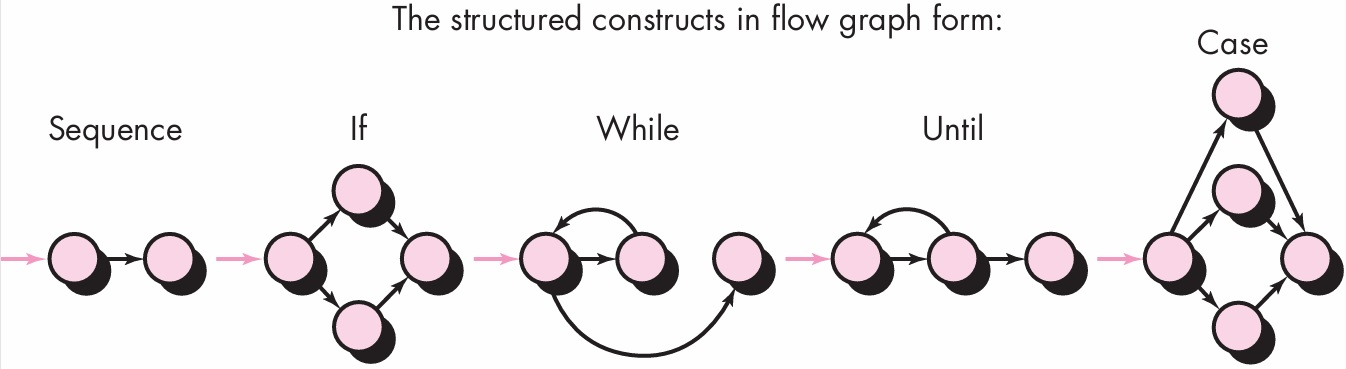 The structured constructs in flow graph form:
Case
Sequence
If
While
Until